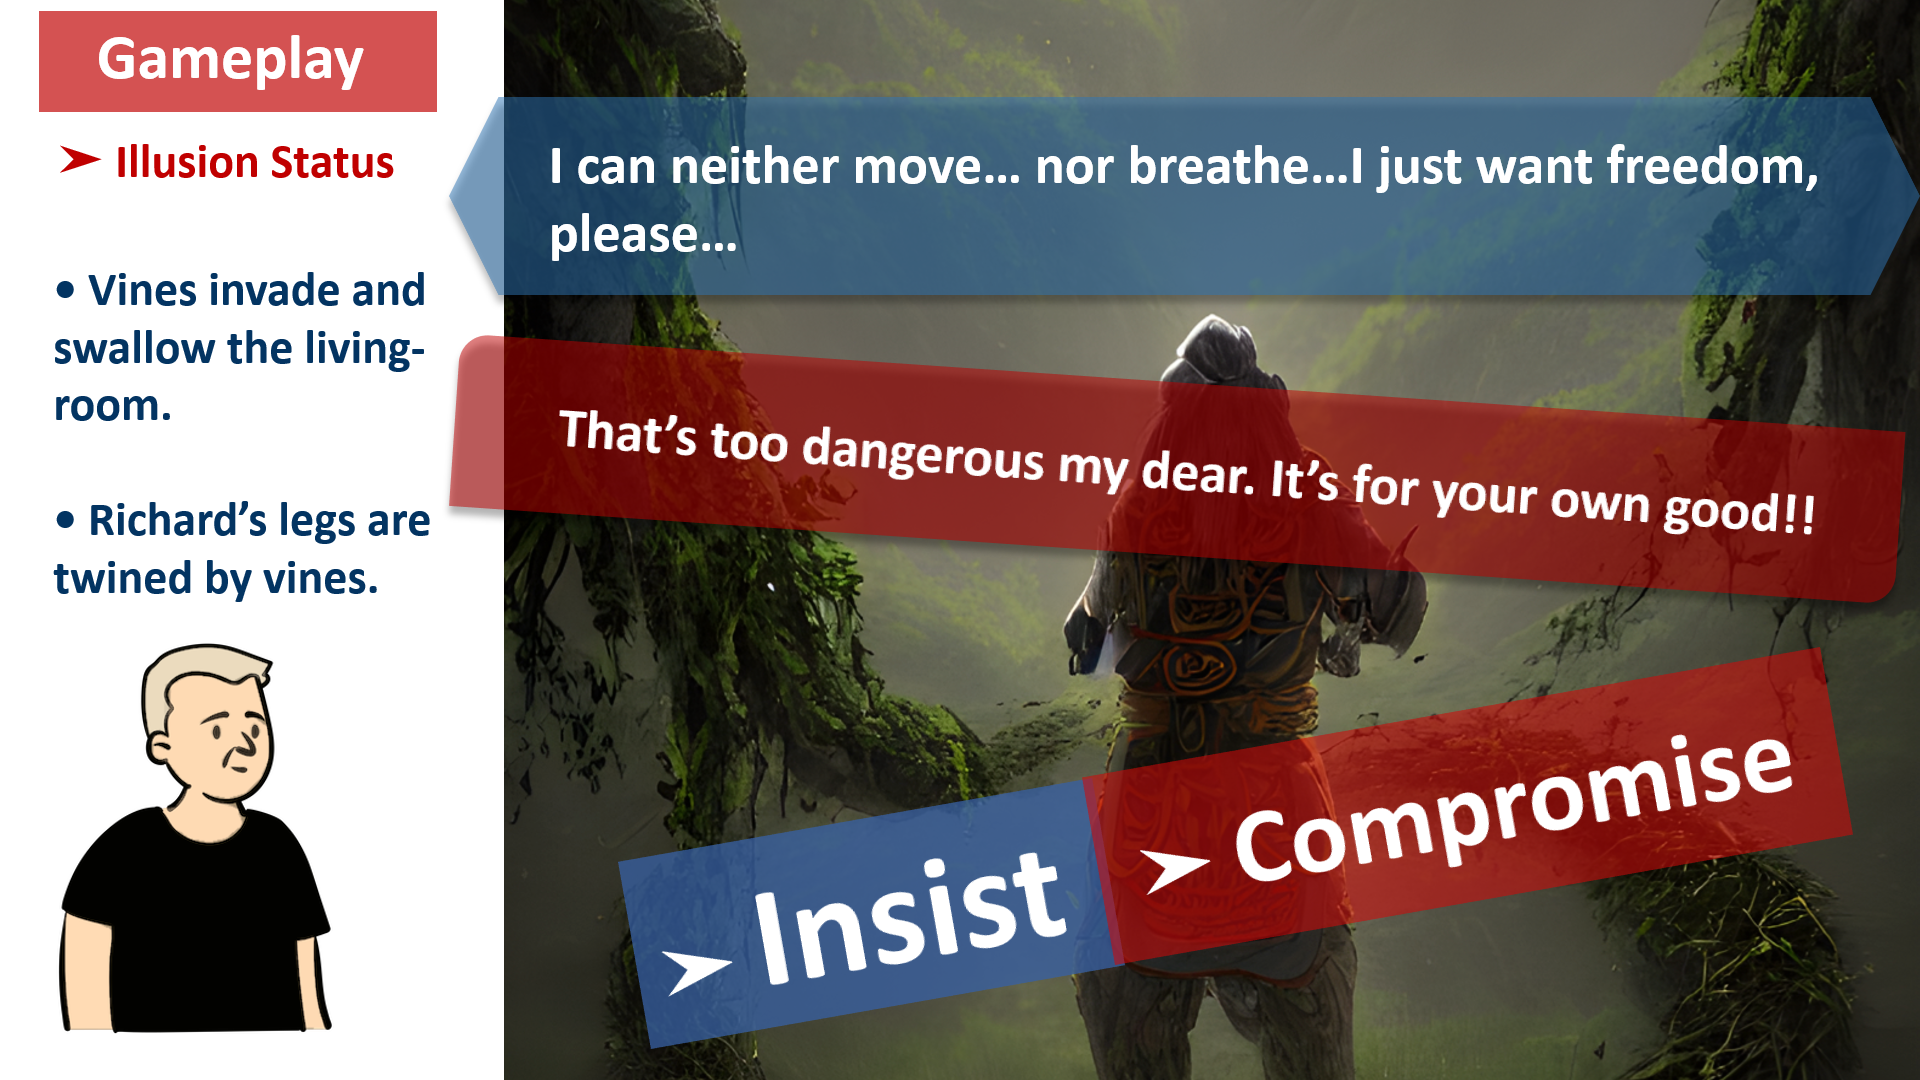 Gameplay
➤ Illusion Status
• Vines invade and
swallow the living-
room.
• Richard’s legs are
twined by vines.
I can neither move... nor breathe...I just want freedom,
please...
That’s too dangerous my dear. It’s for your own good!!
➤ Insist
➤ Compromise